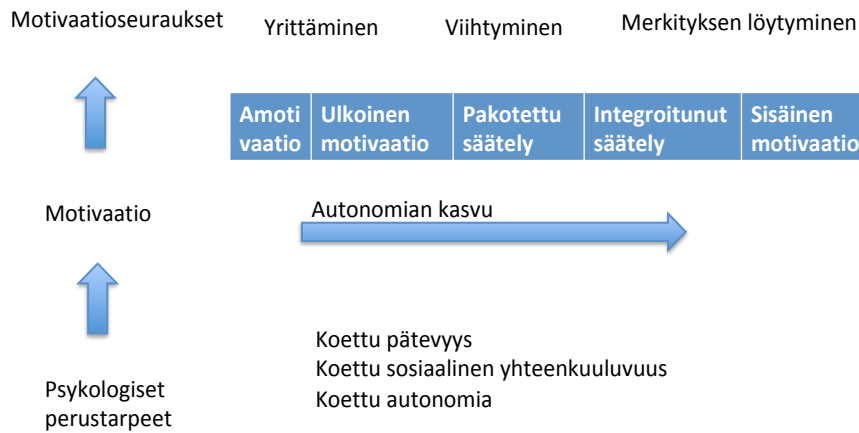 Motivaatioseuraukset
Yrittäminen
Viihtyminen
Merkityksen löytyminen
Amoti
vaatio
Ulkoinen
motivaatio
Pakotettu
säätely
Integroitunut
säätely
Sisäinen
motivaatio
Motivaatio
Autonomian kasvu
Koettu pätevyys
Koettu sosiaalinen yhteenkuuluvuus
Koettu autonomia
Psykologiset
perustarpeet